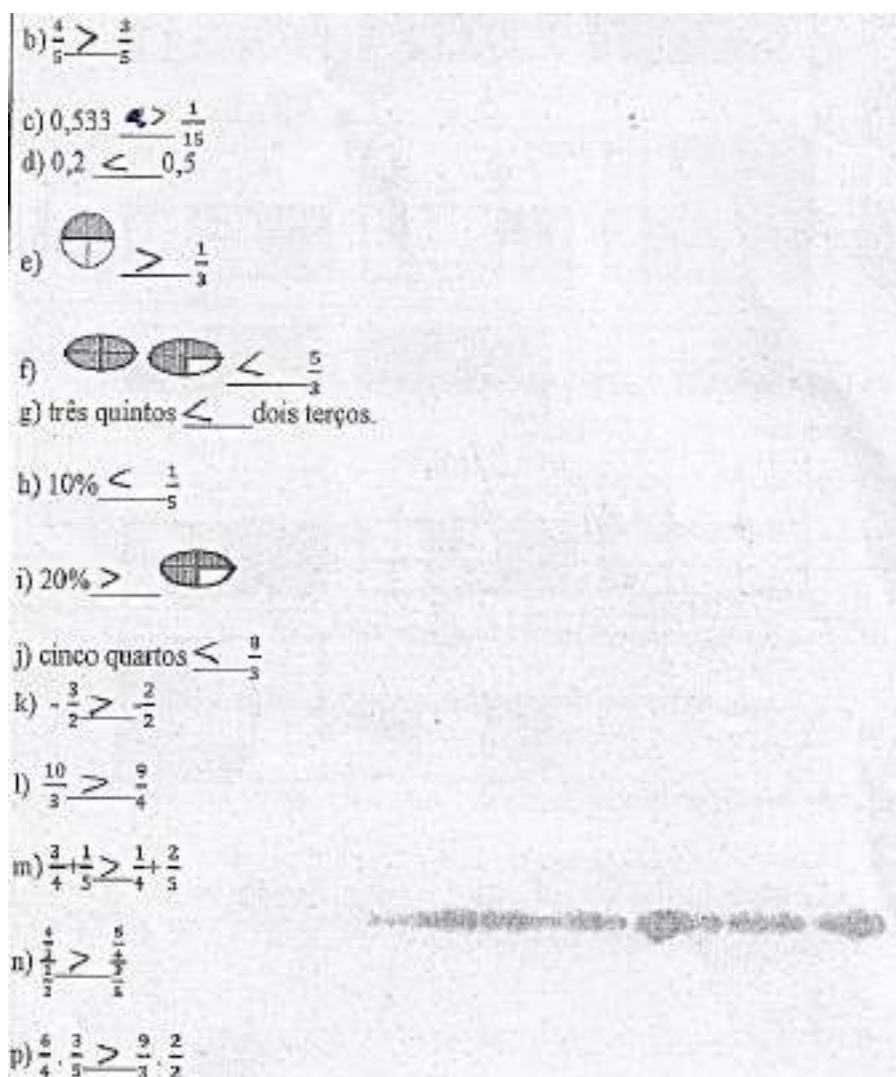 b) 4/5 > 3/5
c) 0,533 > 1/15
d) 0,2 < 0,5
e) > 1/3
f) < 5/3
g) três quintos < dois terços.
h) 10% < 1/5
i) 20% >
j) cinco quartos < 8/3
k) - 3/2 > -2/2
l) 10/3 > 9/4
m) 3/4+1/5 > 1/4+2/5
n) >
p) 6/4 . 3/5 > 9/3 . 2/2